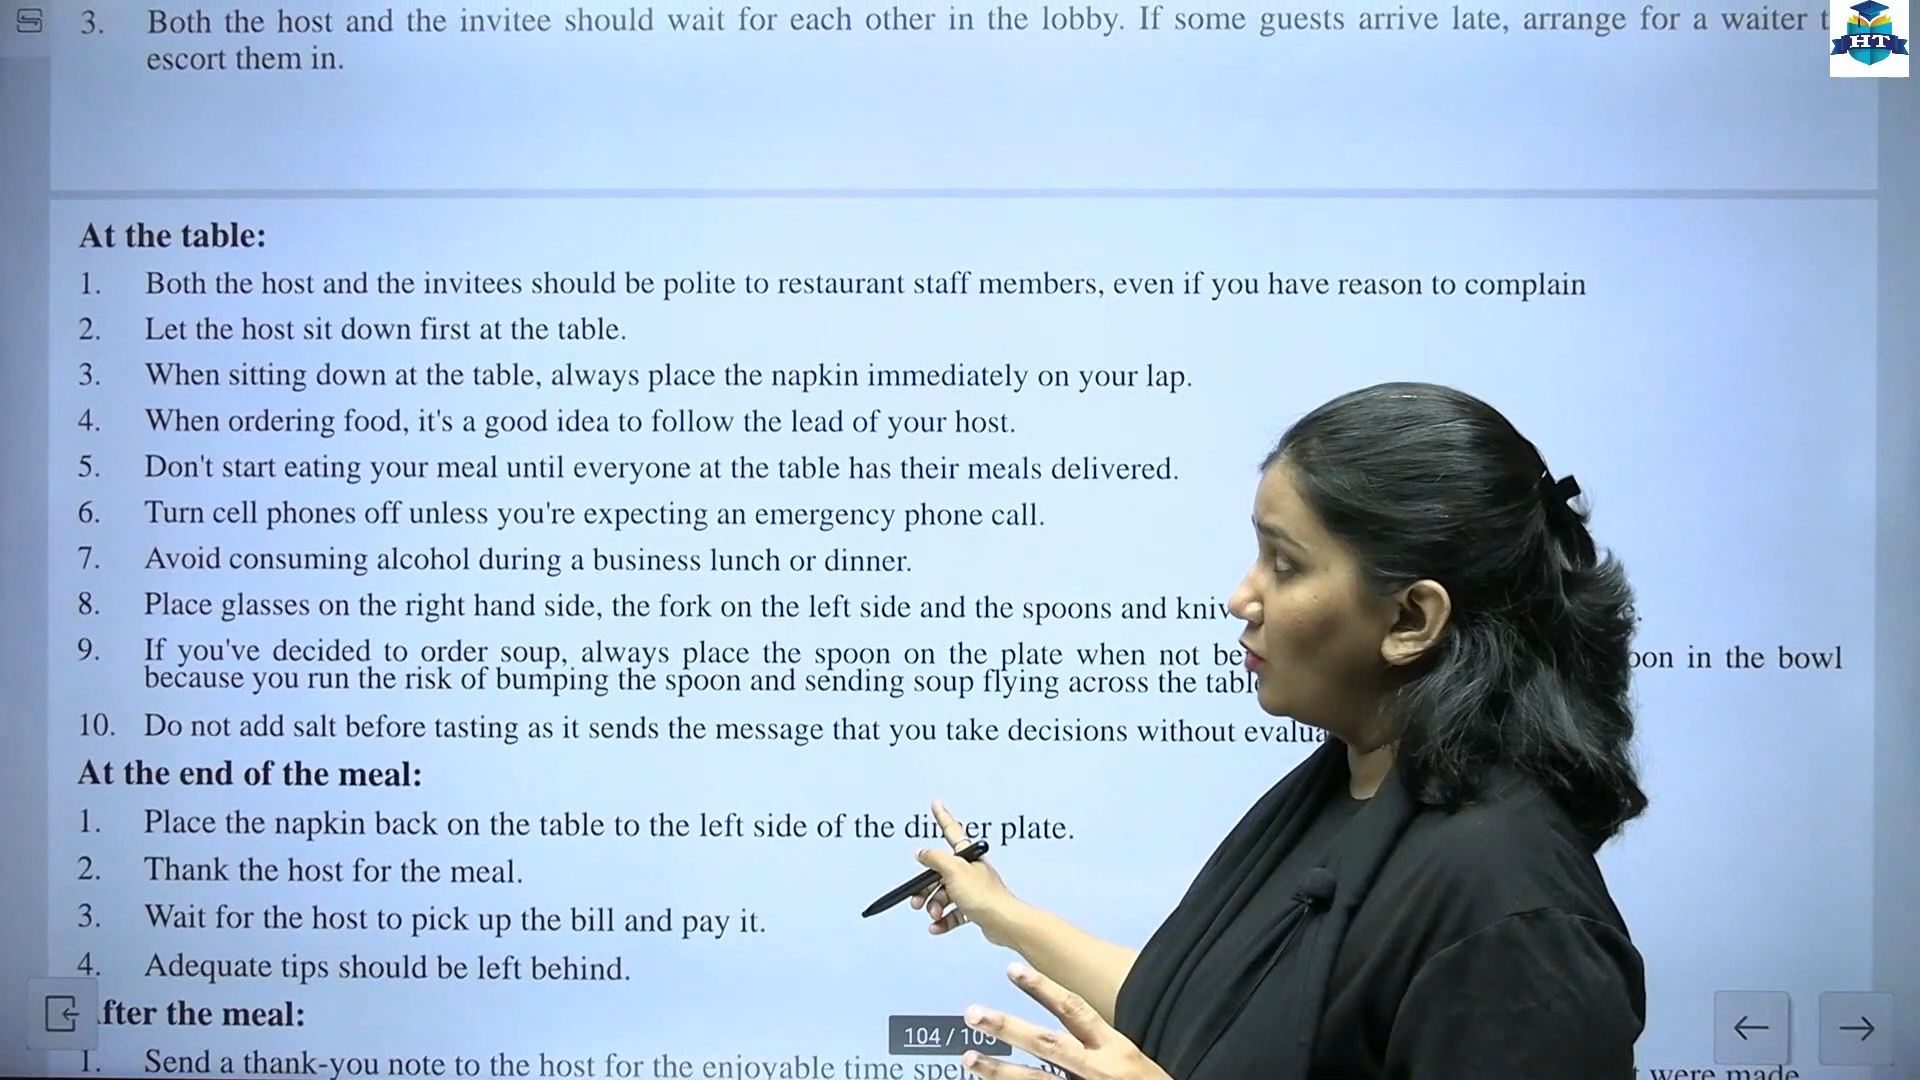 3. Both the host and the invitee should wait for each other in the lobby. If some guests arrive late, arrange for a waiter
escort them in.
HT
At the table:
1. Both the host and the invitees should be polite to restaurant staff members, even if you have reason to complain
2. Let the host sit down first at the table.
3. When sitting down at the table, always place the napkin immediately on your lap.
4. When ordering food, it's a good idea to follow the lead of your host.
5. Don't start eating your meal until everyone at the table has their meals delivered.
6. Turn cell phones off unless you're expecting an emergency phone call.
7. Avoid consuming alcohol during a business lunch or dinner.
8. Place glasses on the right hand side, the fork on the left side and the spoons and
9. If you've decided to order soup, always place the spoon on the plate when not in the bowl
because you run the risk of bumping the spoon and sending soup flying across the
10. Do not add salt before tasting as it sends the message that you take decisions without
At the end of the meal:
1. Place the napkin back on the table to the left side of the dinner plate.
2. Thank the host for the meal.
3. Wait for the host to pick up the bill and pay it.
4. Adequate tips should be left behind.
fter the meal:
104 / 105
1. Send a thank-you note to the host for the enjoyable time were made